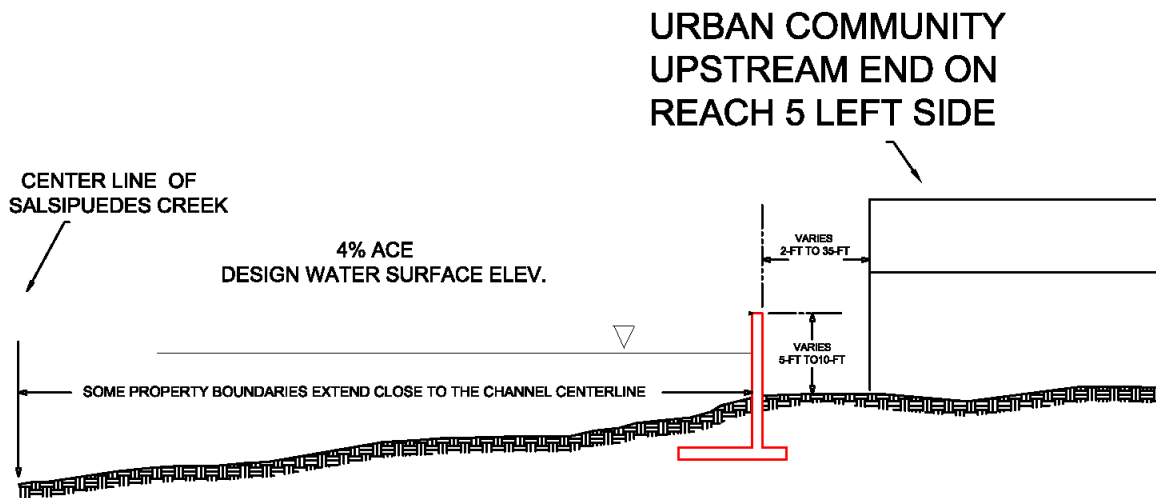 URBAN COMMUNITY
UPSTREAM END ON
REACH 5 LEFT SIDE
CENTER LINE OF
SALSIPUEDES CREEK
4% ACE
DESIGN WATER SURFACE ELEV.
VARIES
2-FT TO 35-FT
VARIES
5-FT TO10-FT
SOME PROPERTY BOUNDARIES EXTEND CLOSE TO THE CHANNEL CENTERLINE